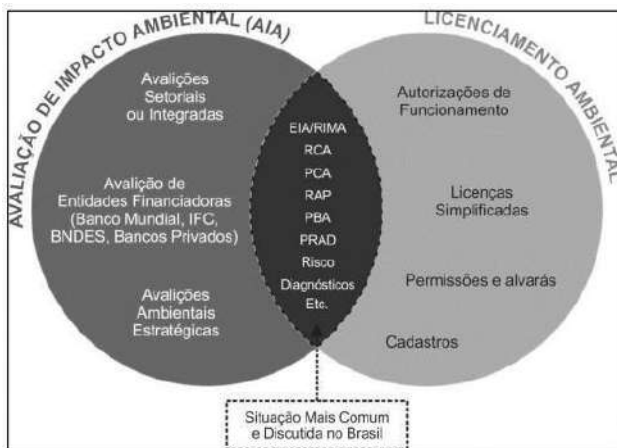 AVALIAÇÃO DE IMPACTO AMBIENTAL (AIA)
LICENCIAMENTO AMBIENTAL
Avalições
Setoriais
ou Integradas
Avalição de
Entidades Financiadoras
(Banco Mundial, IFC,
BNDES, Bancos Privados)
Avalições
Ambientais
Estratégicas
EIA/RIMA
RCA
PCA
RAP
PBA
PRAD
Risco
Diagnósticos
Etc.
Autorizações de
Funcionamento
Licenças
Simplificadas
Permissões e alvarás
Cadastros
Situação Mais Comum
e Discutida no Brasil